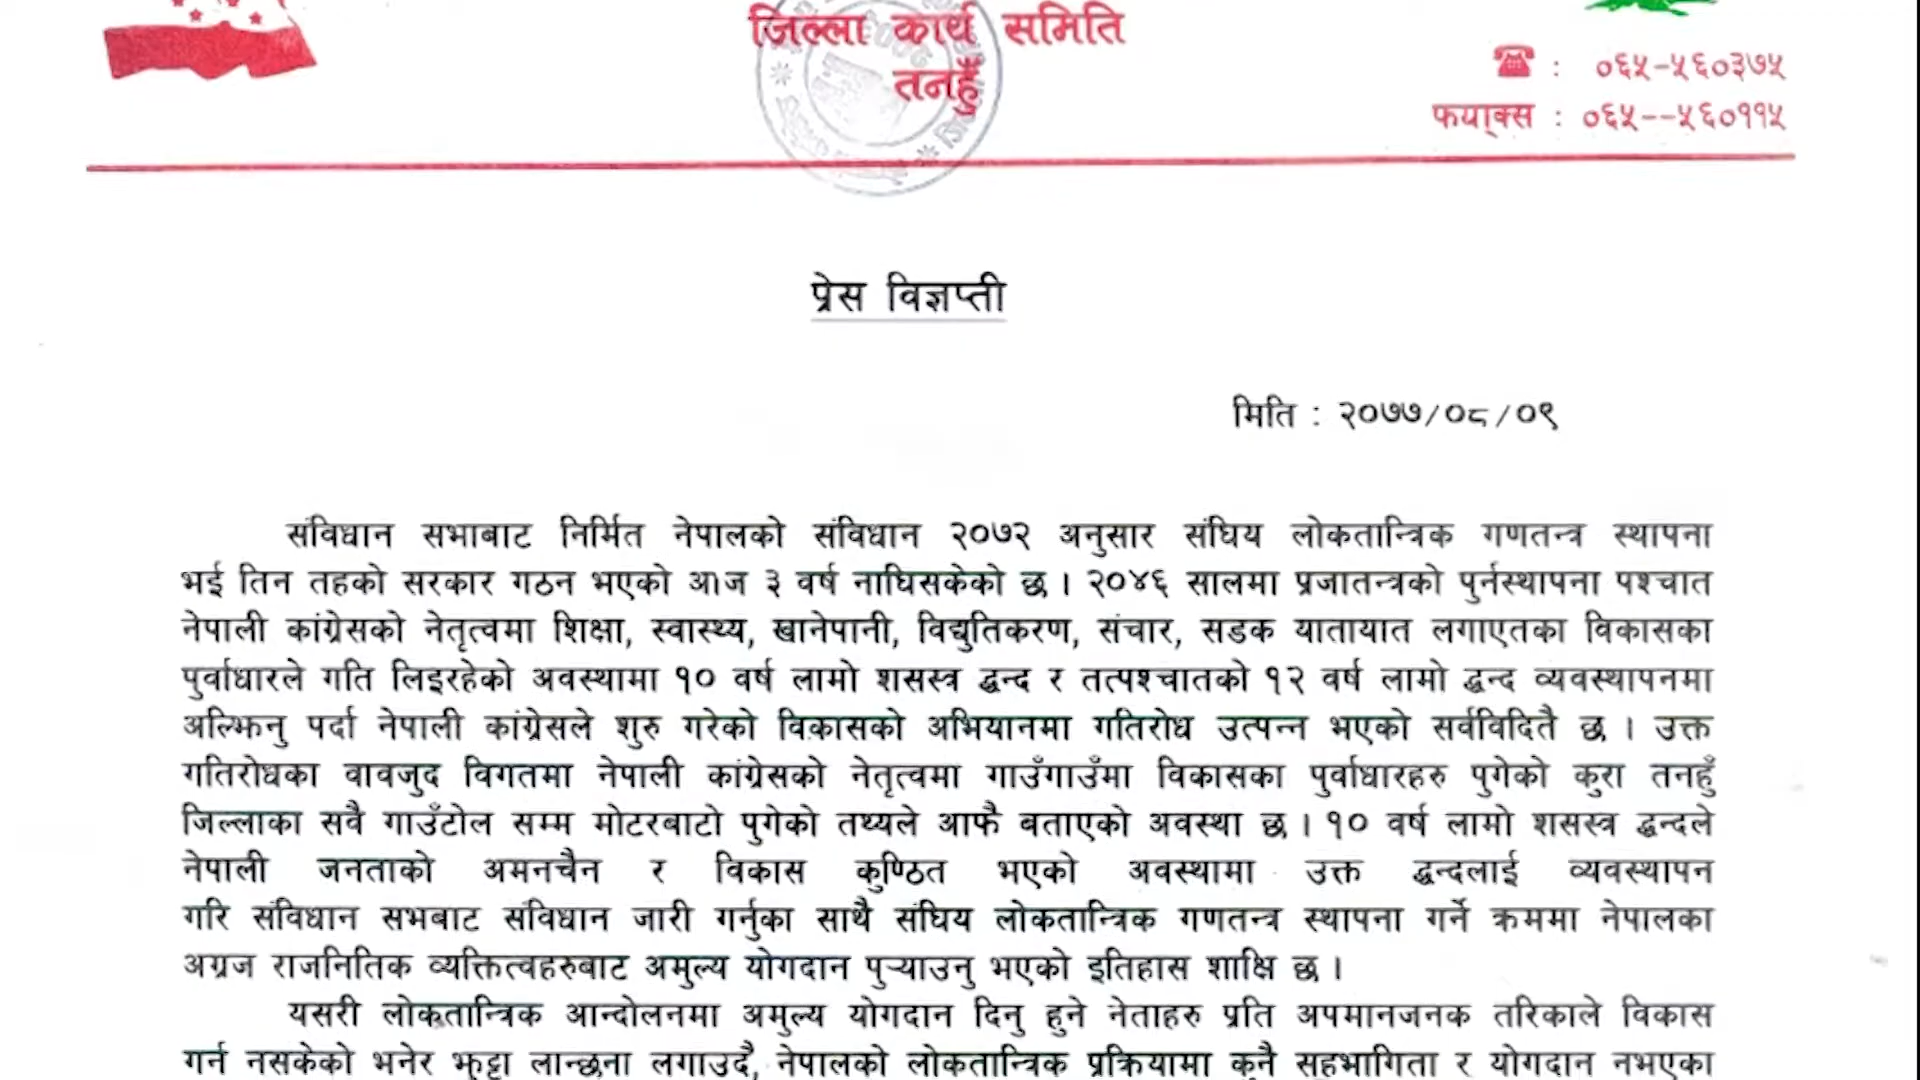 जिल्ला कार्य समिति
तनहुँ
☎ : ०६५-५६०३७५
फया्क्स : ०६५--५६०११५
प्रेस विज्ञप्ती
मिति : २०७७/०८/०९
संविधान सभाबाट निर्मित नेपालको संविधान २०७२ अनुसार संघिय लोकतान्त्रिक गणतन्त्र स्थापना
भई तिन तहको सरकार गठन भएको आज ३ वर्ष नाघिसकेको छ । २०४६ सालमा प्रजातन्त्रको पुर्नस्थापना पश्चात
नेपाली कांग्रेसको नेतृत्वमा शिक्षा, स्वास्थ्य, खानेपानी, विद्युतिकरण, संचार, सडक यातायात लगाएतका विकासका
पुर्वाधारले गति लिइरहेको अवस्थामा १० वर्ष लामो शसस्त्र द्धन्द र तत्पश्चातको १२ वर्ष लामो द्धन्द व्यवस्थापनमा
अल्झिनु पर्दा नेपाली कांग्रेसले शुरु गरेको विकासको अभियानमा गतिरोध उत्पन्न भएको सर्वविदितै छ । उक्त
गतिरोधका वावजुद विगतमा नेपाली कांग्रेसको नेतृत्वमा गाउँगाउँमा विकासका पुर्वाधारहरु पुगेको कुरा तनहुँ
जिल्लाका सवै गाउँटोल सम्म मोटरबाटो पुगेको तथ्यले आफै बताएको अवस्था छ । १० वर्ष लामो शसस्त्र द्धन्दले
नेपाली जनताको अमनचैन र विकास कुण्ठित भएको अवस्थामा उक्त द्धन्दलाई व्यवस्थापन
गरि संविधान सभबाट संविधान जारी गर्नुका साथै संघिय लोकतान्त्रिक गणतन्त्र स्थापना गर्ने क्रममा नेपालका
अग्रज राजनितिक व्यक्तित्वहरुबाट अमुल्य योगदान पुऱ्याउनु भएको इतिहास शाक्षि छ ।
यसरी लोकतान्त्रिक आन्दोलनमा अमुल्य योगदान दिनु हुने नेताहरु प्रति अपमानजनक तरिकाले विकास
गर्न नसकेको भनेर झुट्टा लान्छना लगाउदै, नेपालको लोकतान्त्रिक प्रक्रियामा कुनै सहभागिता र योगदान नभएका